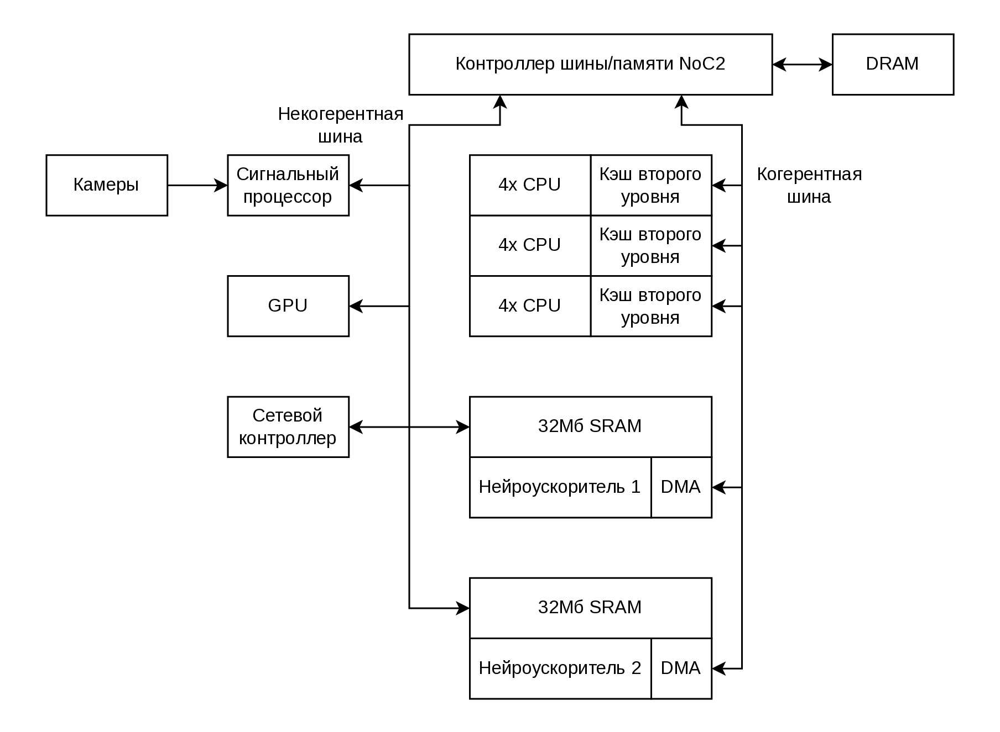 Контроллер шины/памяти NoC2
DRAM
Некогерентная
шина
Камеры
Сигнальный
процессор
4x CPU
Кэш второго
уровня
Когерентная
шина
4x CPU
Кэш второго
уровня
GPU
4x CPU
Кэш второго
уровня
Сетевой
контроллер
32Мб SRAM
Нейроускоритель 1
DMA
32Мб SRAM
Нейроускоритель 2
DMA